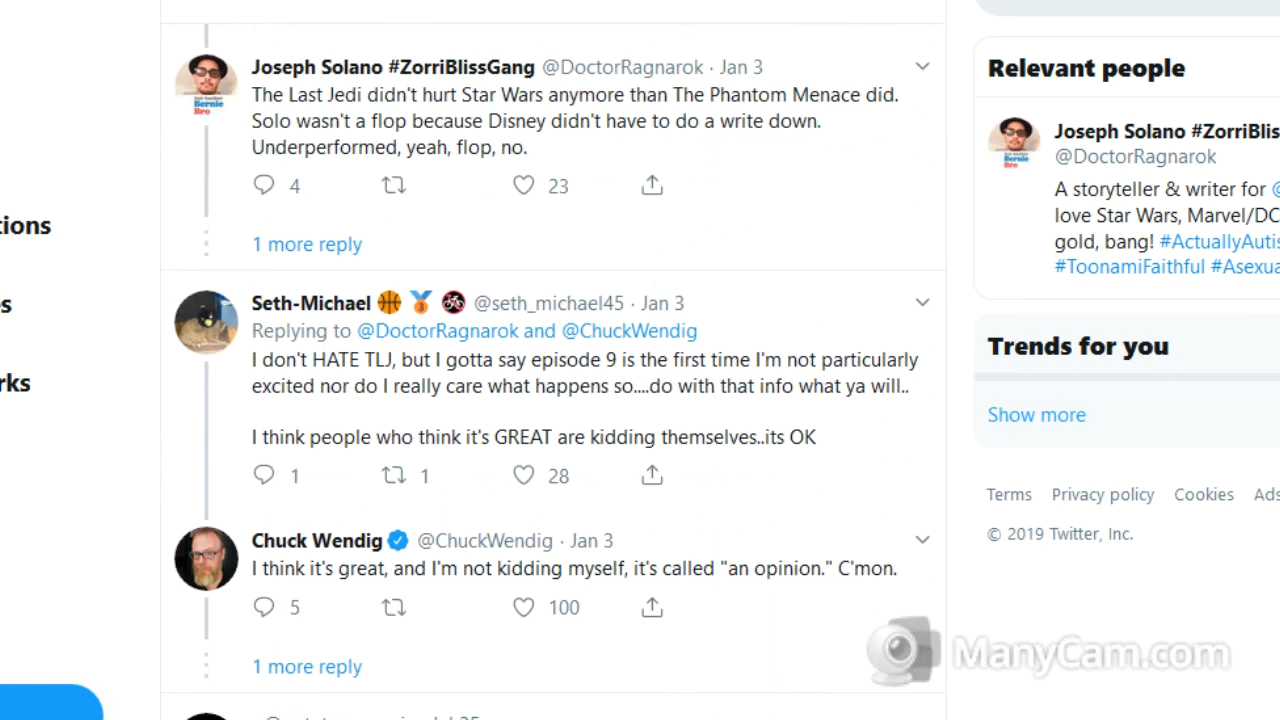 Joseph Solano #ZorriBlissGang @DoctorRagnarok · Jan 3
The Last Jedi didn't hurt Star Wars anymore than The Phantom Menace did.
Solo wasn't a flop because Disney didn't have to do a write down.
Underperformed, yeah, flop, no.
4 23
1 more reply
Seth-Michael @seth_michael45 · Jan 3
Replying to @DoctorRagnarok and @ChuckWendig
I don't HATE TLJ, but I gotta say episode 9 is the first time I'm not particularly
excited nor do I really care what happens so....do with that info what ya will..
I think people who think it's GREAT are kidding themselves..its OK
1 1 28
Chuck Wendig @ChuckWendig · Jan 3
I think it's great, and I'm not kidding myself, it's called "an opinion." C'mon.
5 100
1 more reply
tions
s
rks
Relevant people
Joseph Solano #ZorriBlis
@DoctorRagnarok
A storyteller & writer for @
love Star Wars, Marvel/DC
gold, bang! #ActuallyAutis
#ToonamiFaithful #Asexua
Trends for you
Show more
Terms Privacy policy Cookies Ads
© 2019 Twitter, Inc.
ManyCam.com